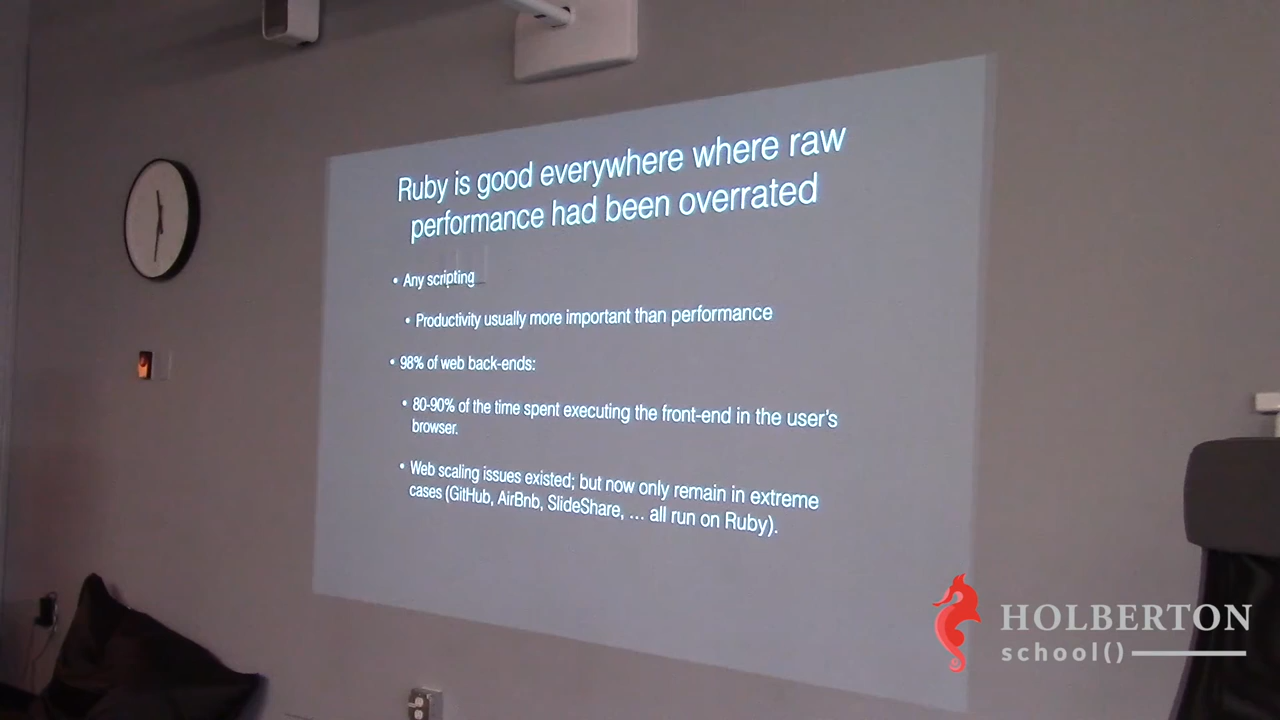 Ruby is good everywhere where raw
performance had been overrated
• Any scripting
• Productivity usually more important than performance
• 98% of web back-ends:
• 80-90% of the time spent executing the front-end in the user's
browser.
• Web scaling issues existed; but now only remain in extreme
cases (GitHub, AirBnb, SlideShare, … all run on Ruby).
HOLBERTON
school()